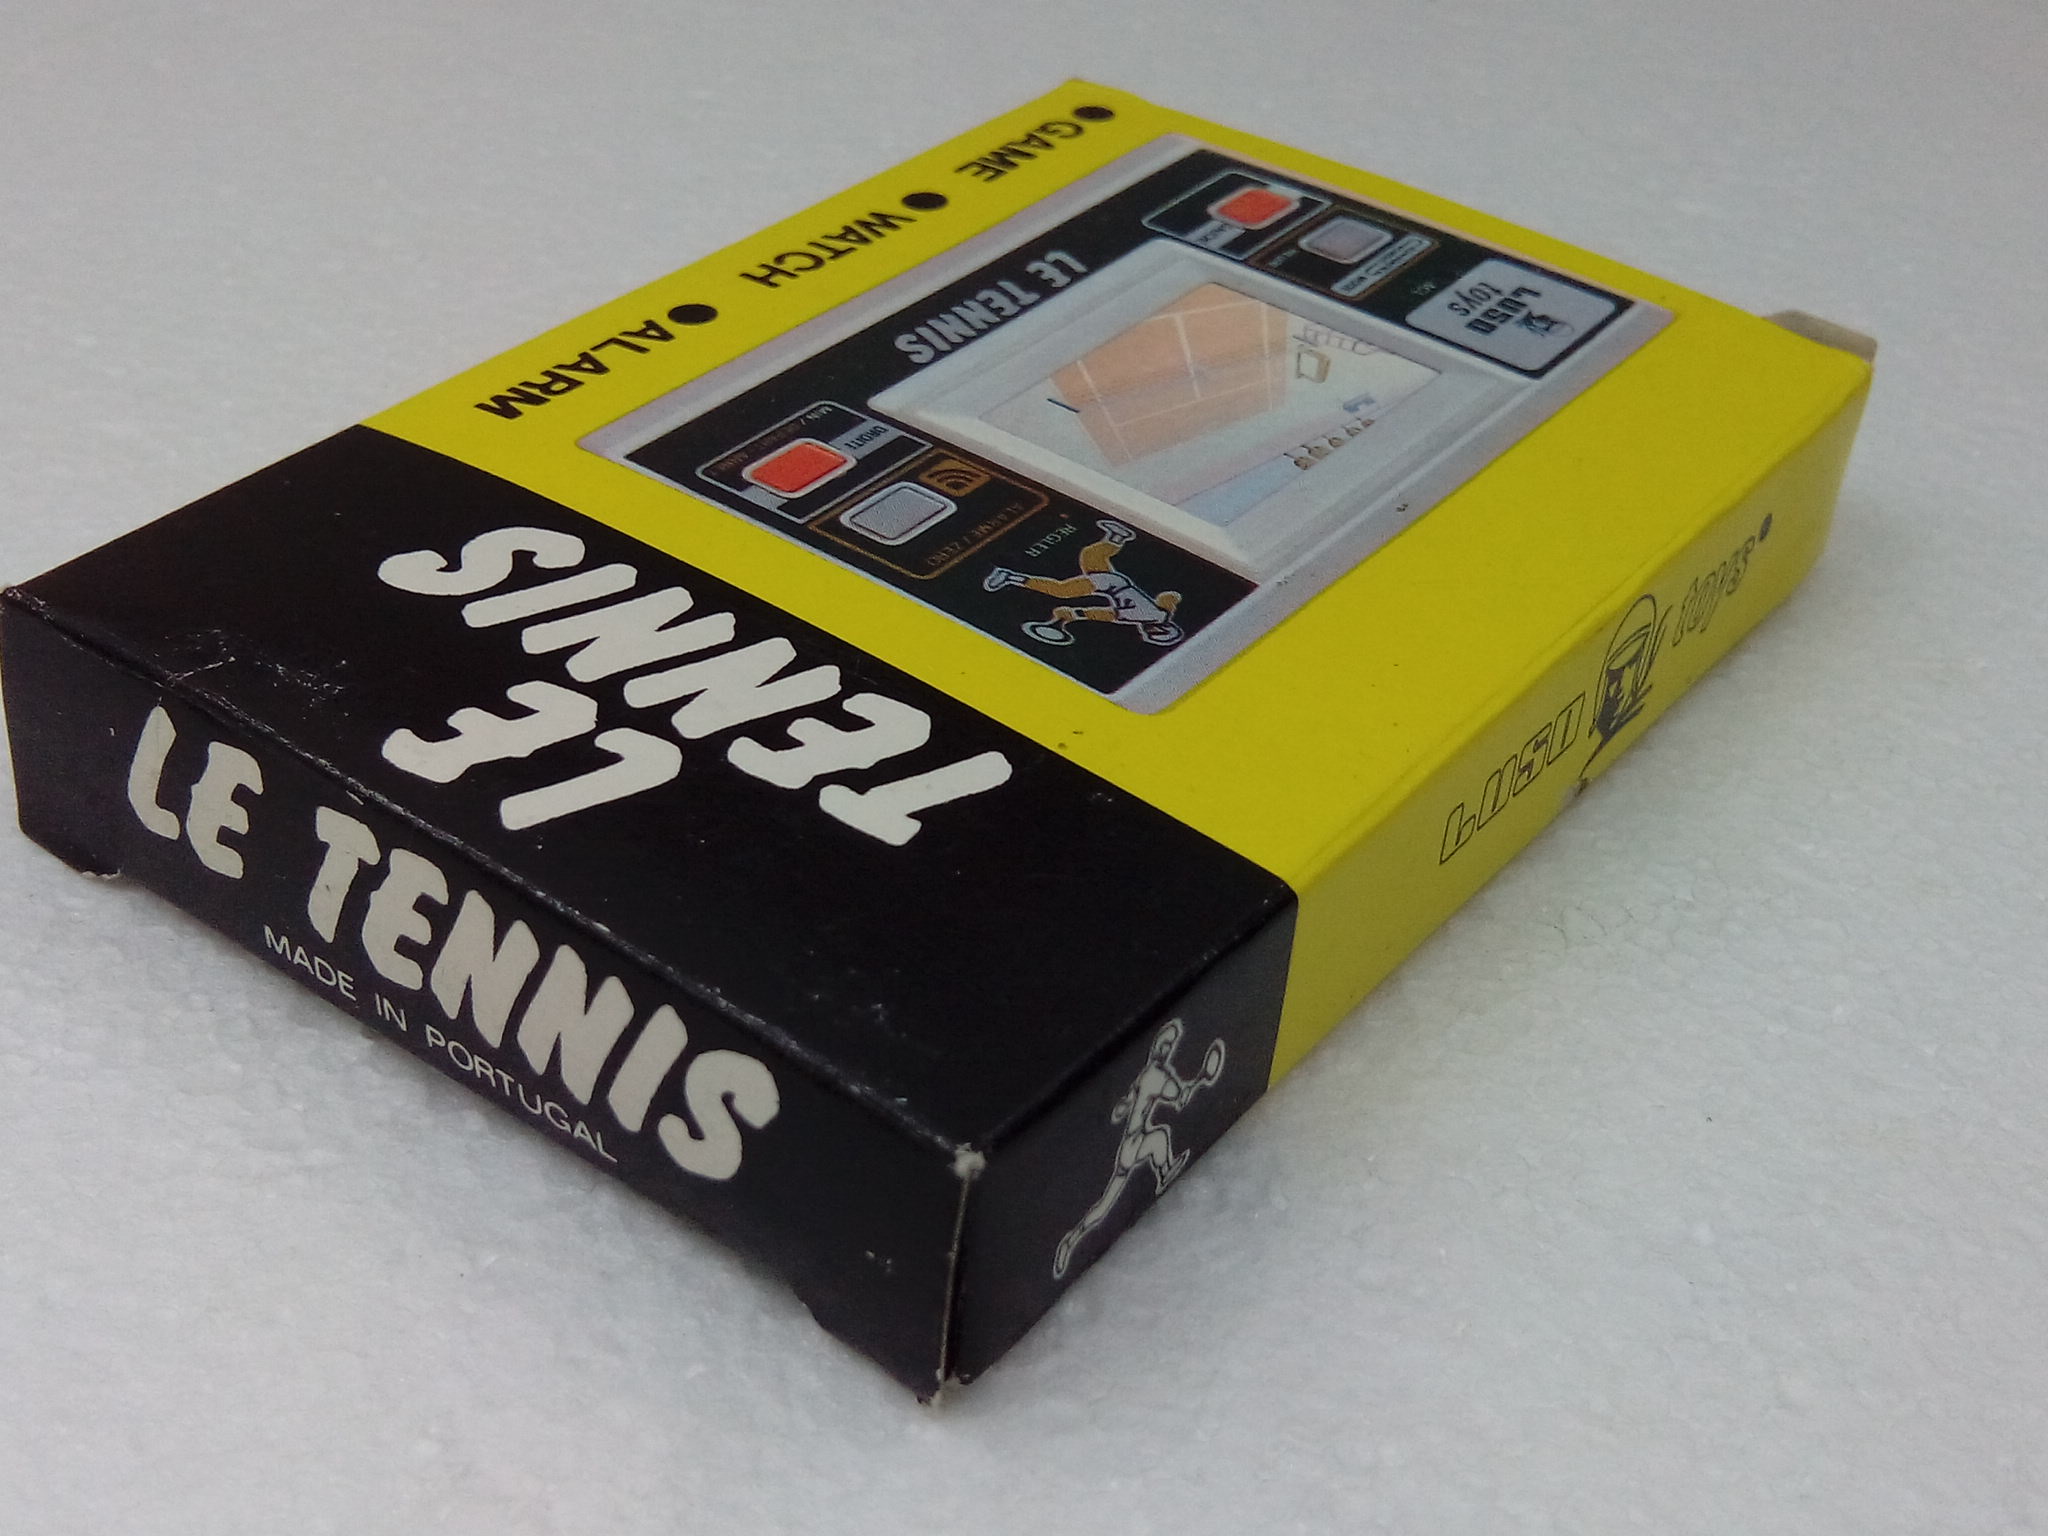 GAME
WATCH
ALARM
LE TENNIS
LUSO
toys
ACL
DROITE
ALARME / ZERO
REGLER
LE
TENNIS
LE TENNIS
MADE IN PORTUGAL
LUSO toys